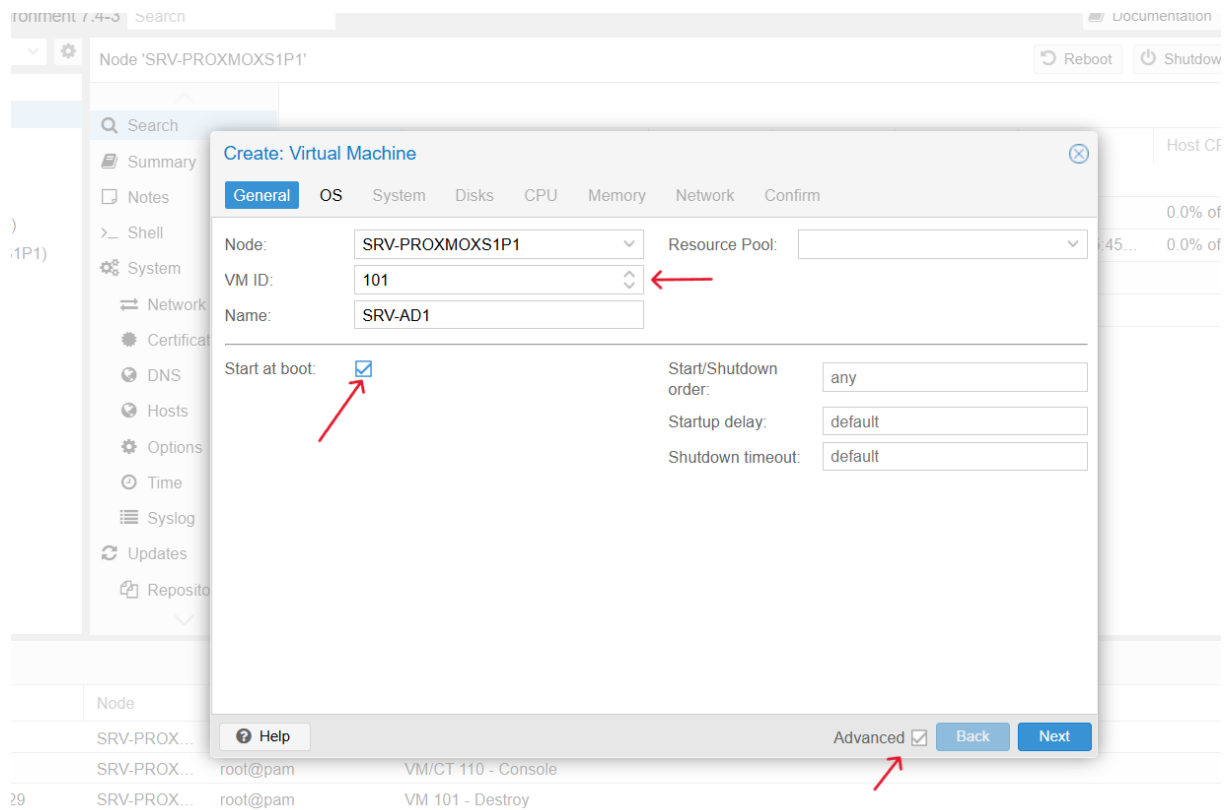 ronment 7.4-3 Search Documentation
Node 'SRV-PROXMOXS1P1' Reboot Shutdow
Search
Summary
Notes
Shell
System
Network
Certificat
DNS
Hosts
Options
Time
Syslog
Updates
Reposito
)
s1P1)
Host CP
0.0% of
:45... 0.0% of
Create: Virtual Machine
General OS System Disks CPU Memory Network Confirm
Node: SRV-PROXMOXS1P1 Resource Pool:
VM ID: 101
Name: SRV-AD1
Start at boot: Start/Shutdown
order: any
Startup delay: default
Shutdown timeout: default
Help Advanced Back Next
Node
SRV-PROX...
SRV-PROX... root@pam VM/CT 110 - Console
29 SRV-PROX... root@pam VM 101 - Destroy